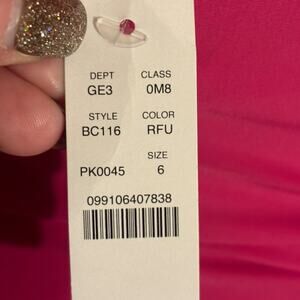 DEPT CLASS
GE3 0M8
STYLE COLOR
BC116 RFU
SIZE
PK0045 6
099106407838